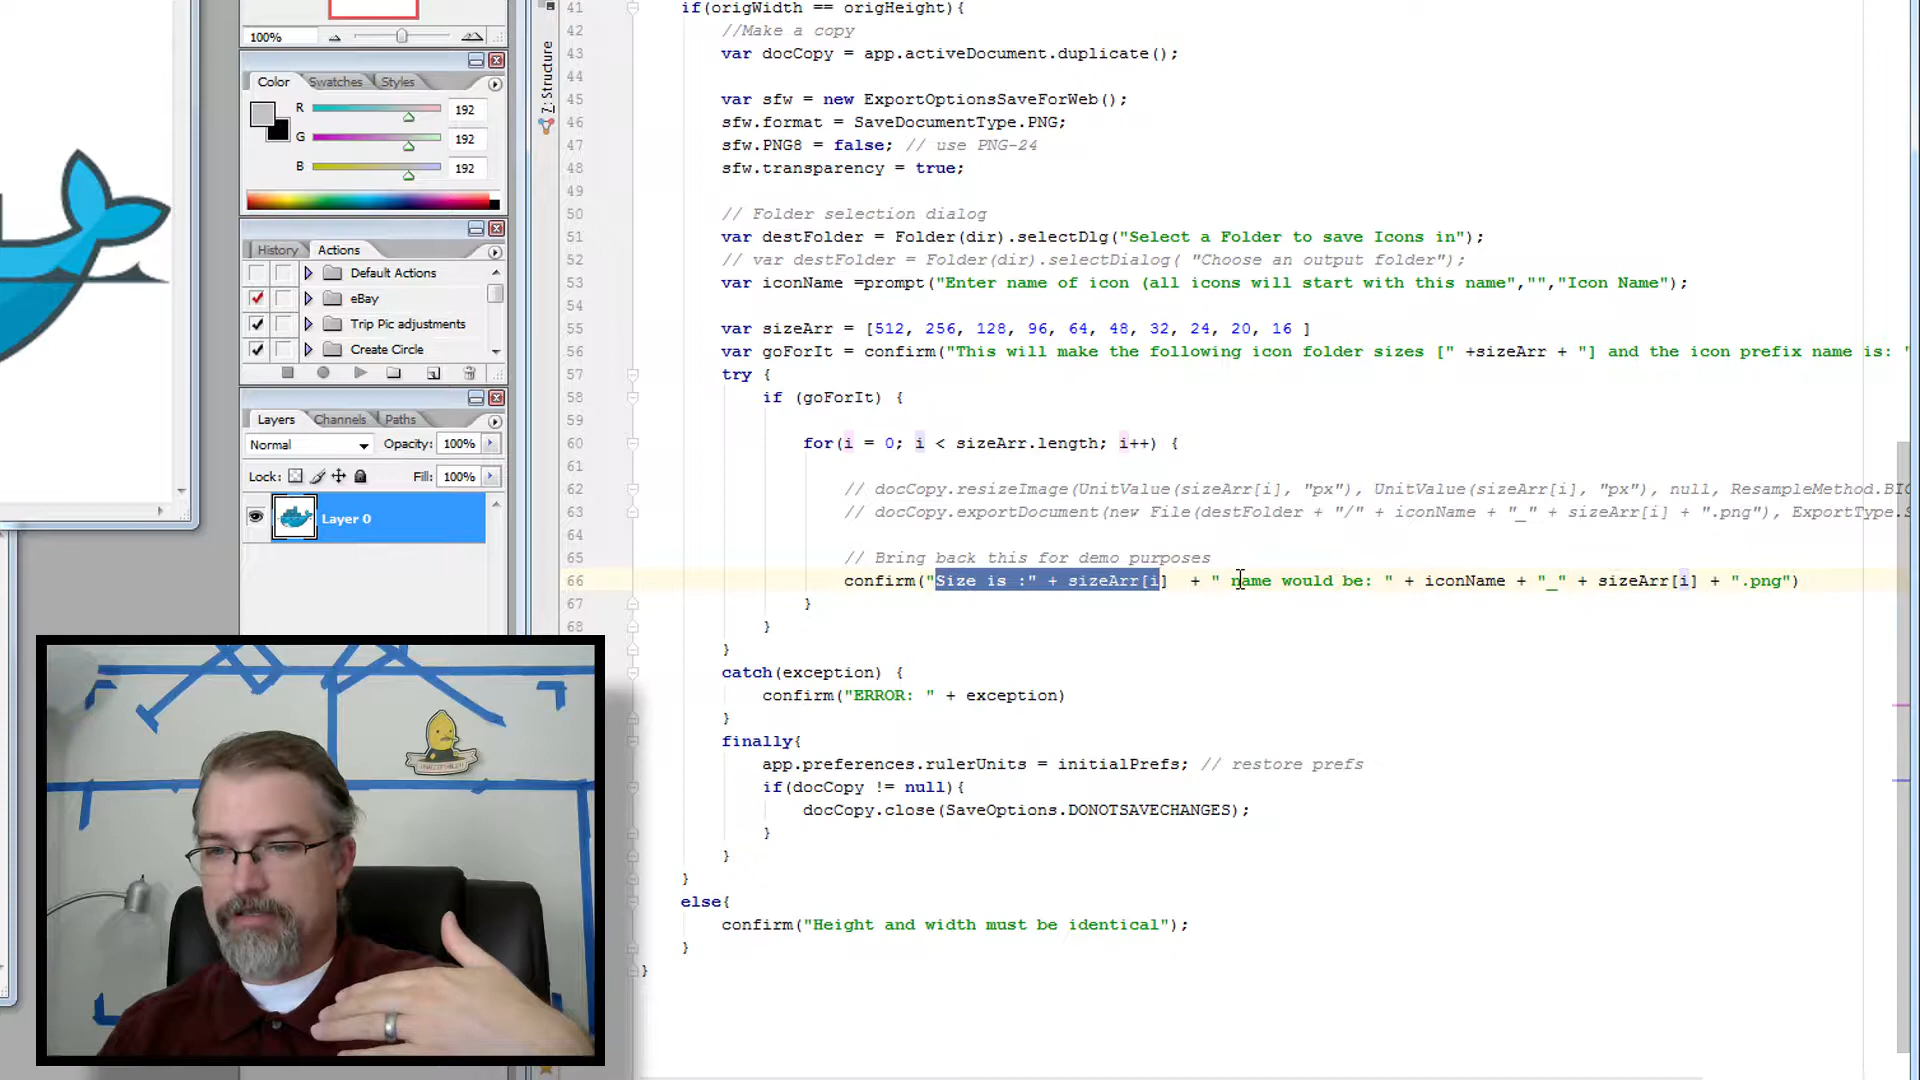 100%
Color
Swatches
Styles
R
192
G
192
B
192
History
Actions
Default Actions
eBay
Trip Pic adjustments
Create Circle
Layers
Channels
Paths
Normal
Opacity:
100%
Lock:
Fill:
100%
Layer 0
7: Structure
41 if(origWidth == origHeight){
42 //Make a copy
43 var docCopy = app.activeDocument.duplicate();
44
45 var sfw = new ExportOptionsSaveForWeb();
46 sfw.format = SaveDocumentType.PNG;
47 sfw.PNG8 = false; // use PNG-24
48 sfw.transparency = true;
49
50 // Folder selection dialog
51 var destFolder = Folder(dir).selectDlg("Select a Folder to save Icons in");
52 // var destFolder = Folder(dir).selectDialog( "Choose an output folder");
53 var iconName =prompt("Enter name of icon (all icons will start with this name","","Icon Name");
54
55 var sizeArr = [512, 256, 128, 96, 64, 48, 32, 24, 20, 16 ]
56 var goForIt = confirm("This will make the following icon folder sizes [" +sizeArr + "] and the icon prefix name is: "
57 try {
58 if (goForIt) {
59
60 for(i = 0; i < sizeArr.length; i++) {
61
62 // docCopy.resizeImage(UnitValue(sizeArr[i], "px"), UnitValue(sizeArr[i], "px"), null, ResampleMethod.BIC
63 // docCopy.exportDocument(new File(destFolder + "/" + iconName + "_" + sizeArr[i] + ".png"), ExportType.S
64
65 // Bring back this for demo purposes
66 confirm("Size is :" + sizeArr[i]  + " name would be: " + iconName + "_" + sizeArr[i] + ".png")
67 }
68 }
}
catch(exception) {
confirm("ERROR: " + exception)
}
finally{
app.preferences.rulerUnits = initialPrefs; // restore prefs
if(docCopy != null){
docCopy.close(SaveOptions.DONOTSAVECHANGES);
}
}
}
else{
confirm("Height and width must be identical");
}
}